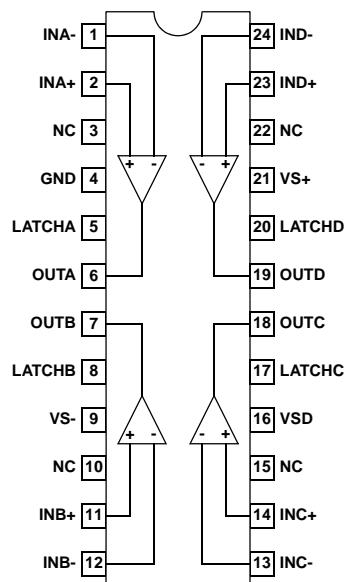 INA- 1 24 IND-
INA+ 2 23 IND+
NC 3 22 NC
+ - - +
GND 4 21 VS+
LATCHA 5 20 LATCHD
OUTA 6 19 OUTD
OUTB 7 18 OUTC
LATCHB 8 17 LATCHC
VS- 9 16 VSD
+ - - +
NC 10 15 NC
INB+ 11 14 INC+
INB- 12 13 INC-